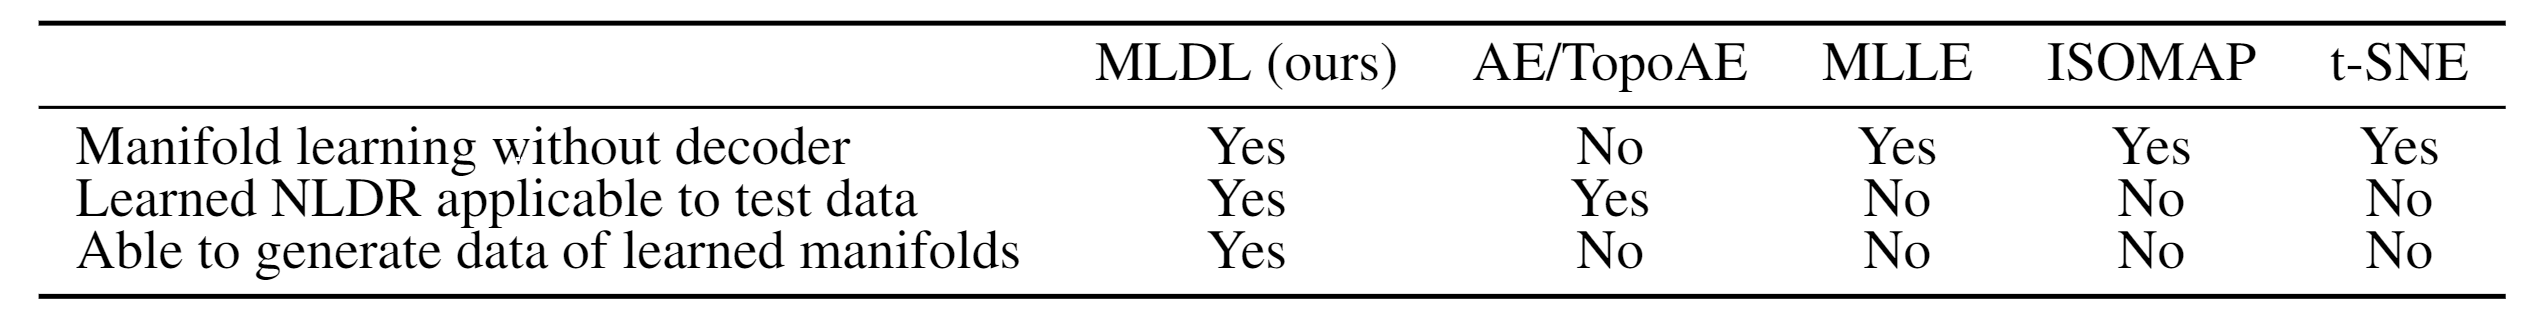 MLDL (ours) AE/TopoAE MLLE ISOMAP t-SNE
Manifold learning without decoder Yes No Yes Yes Yes
Learned NLDR applicable to test data Yes Yes No No No
Able to generate data of learned manifolds Yes No No No No